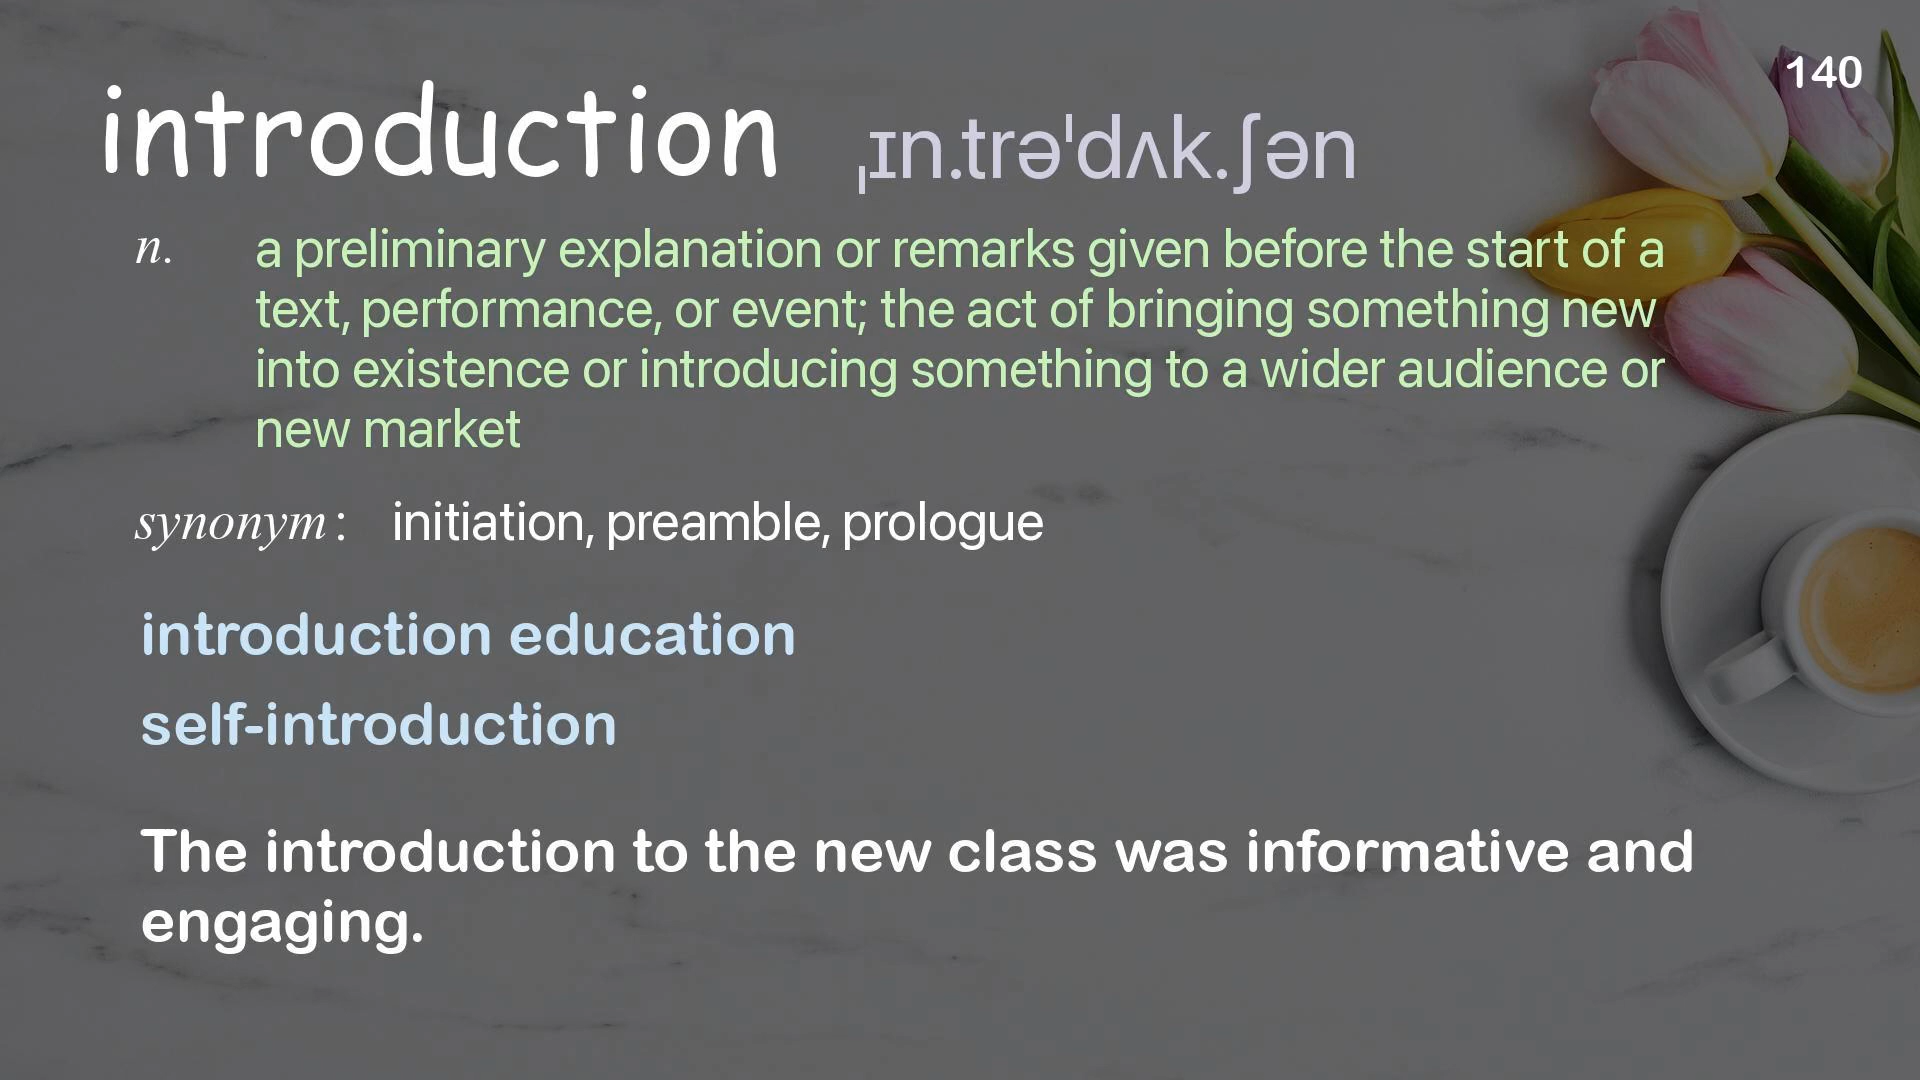 140
introduction ˌɪn.trəˈdʌk.ʃən
n. a preliminary explanation or remarks given before the start of a
text, performance, or event; the act of bringing something new
into existence or introducing something to a wider audience or
new market
synonym: initiation, preamble, prologue
introduction education
self-introduction
The introduction to the new class was informative and
engaging.